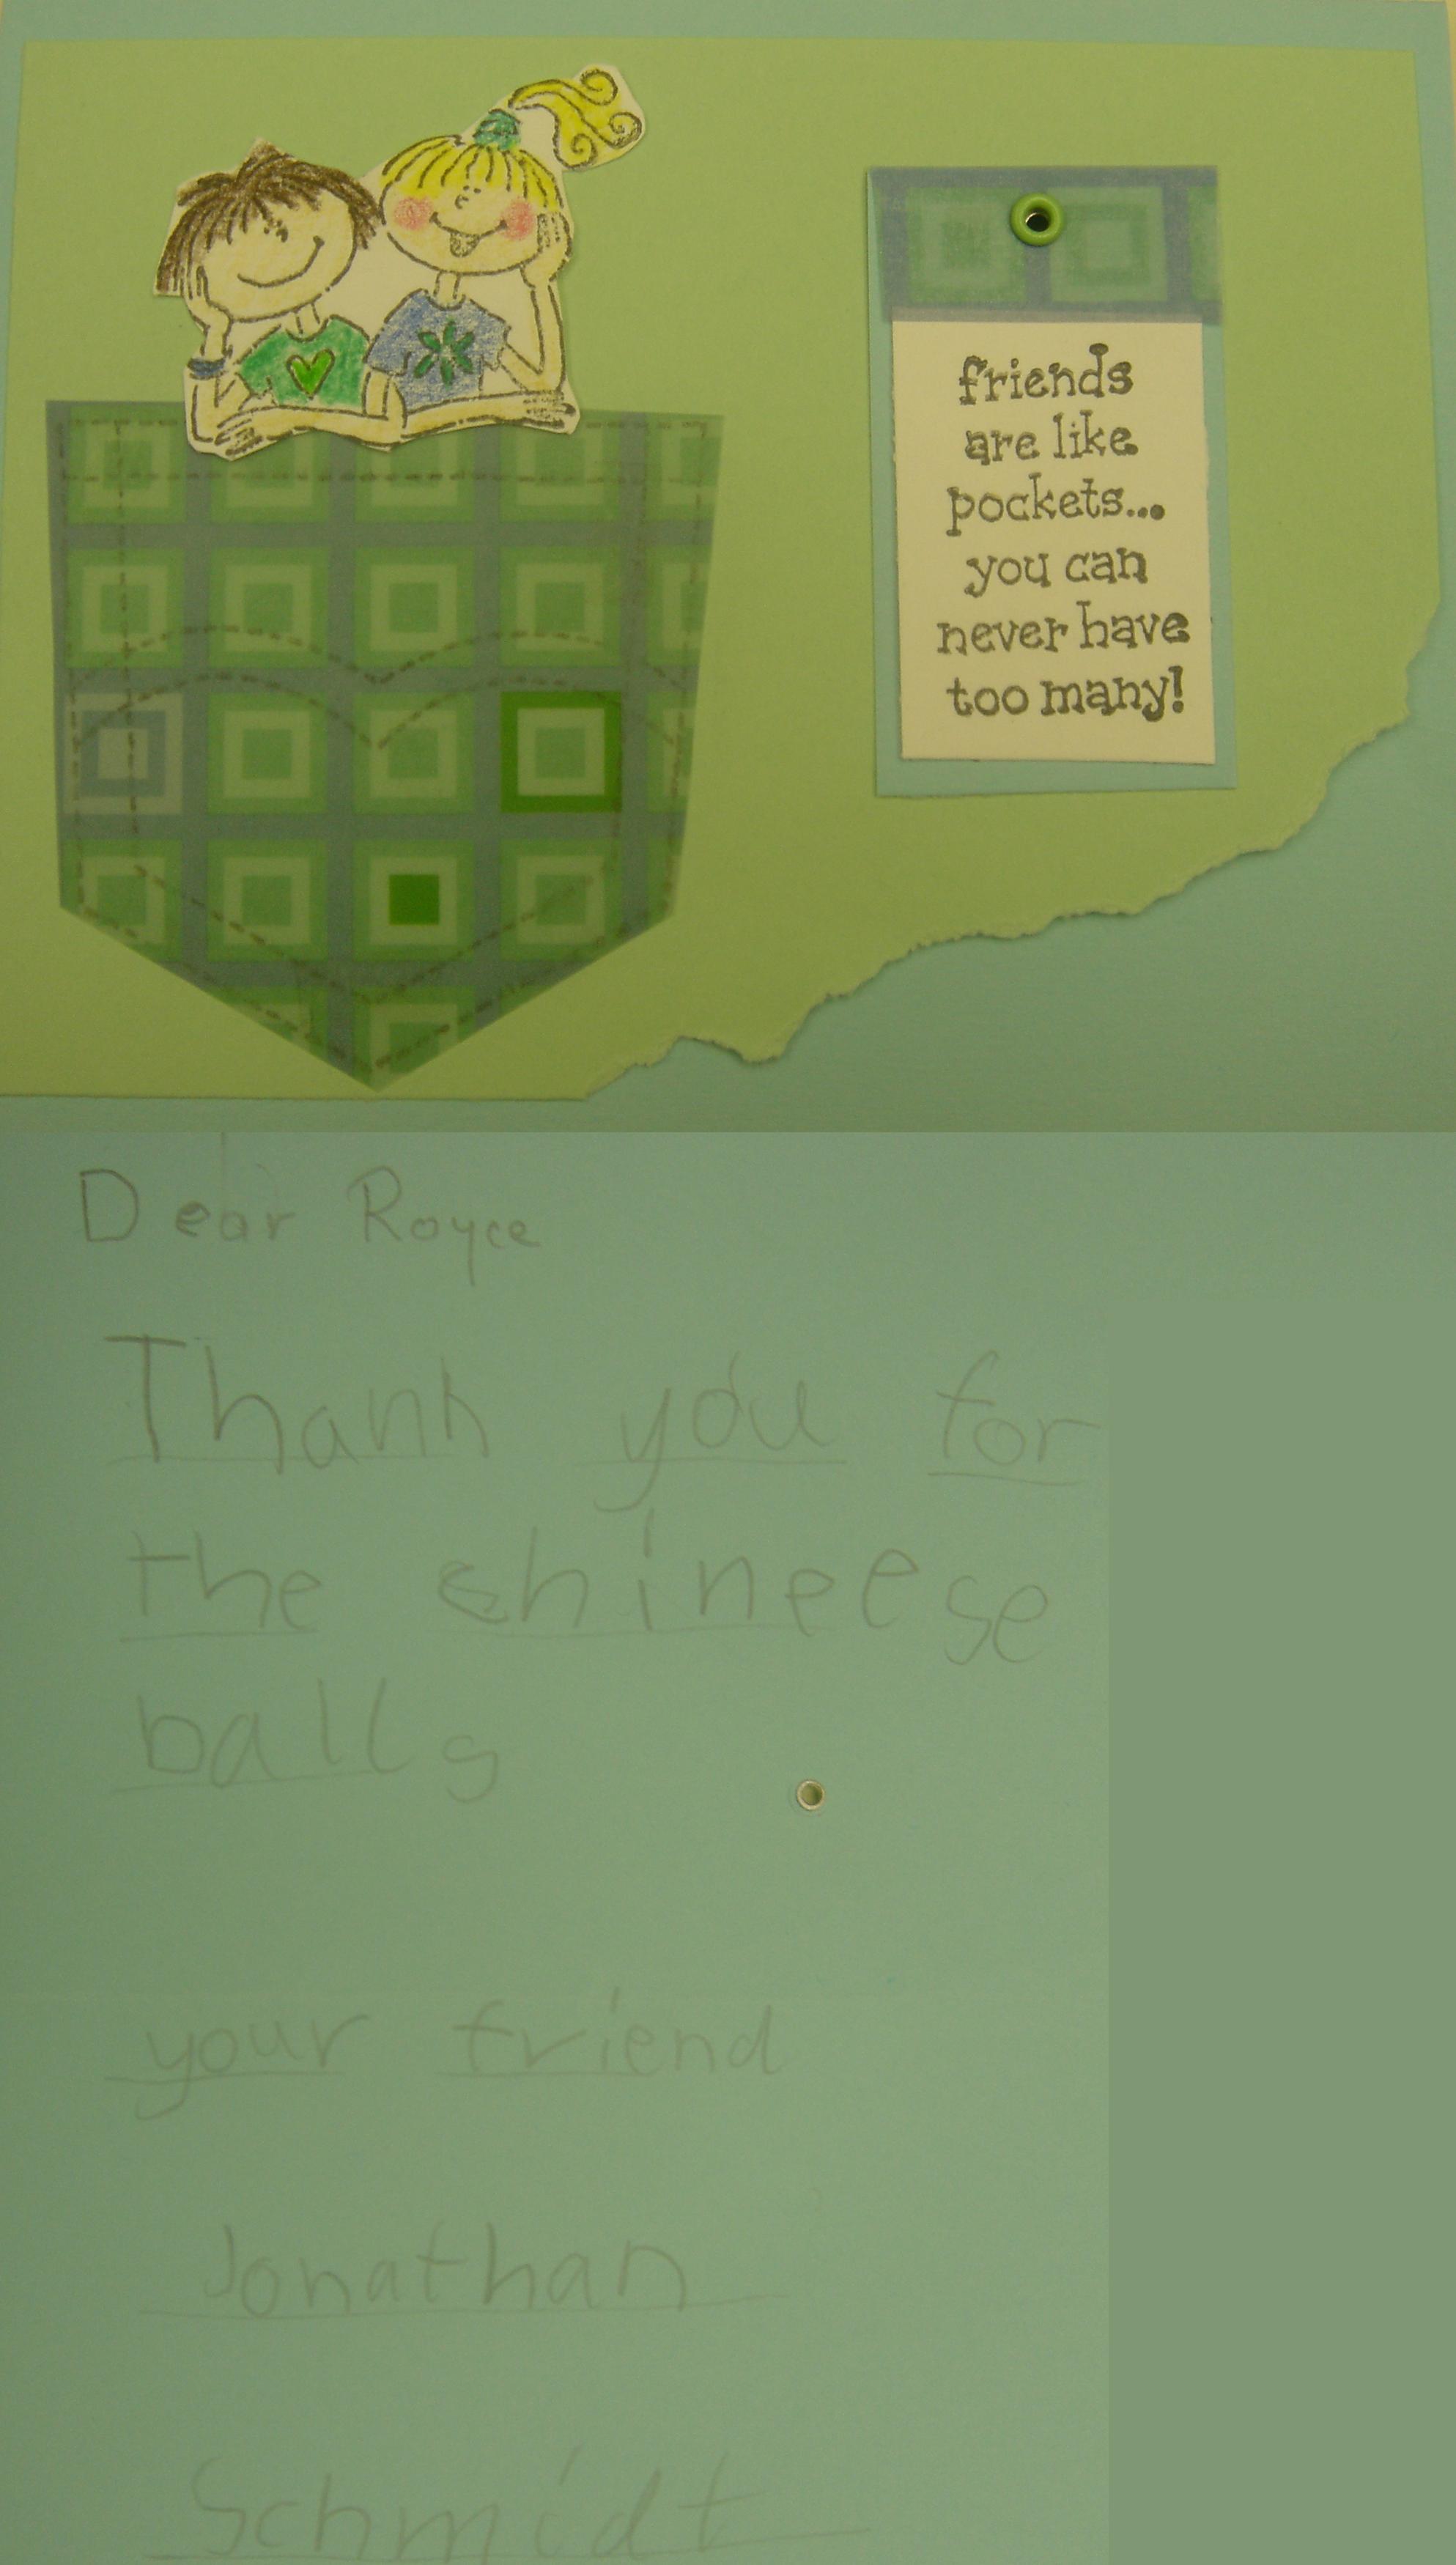 friends
are like
pockets...
you can
never have
too many!
Dear Royce
Thank you for
the chineese
balls
your friend
Jonathan
Schmidt